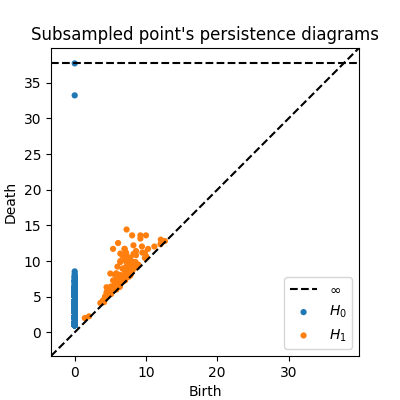 Subsampled point's persistence diagrams
Death
35
30
25
20
15
10
5
0
0 10 20 30
Birth
∞
H₀
H₁